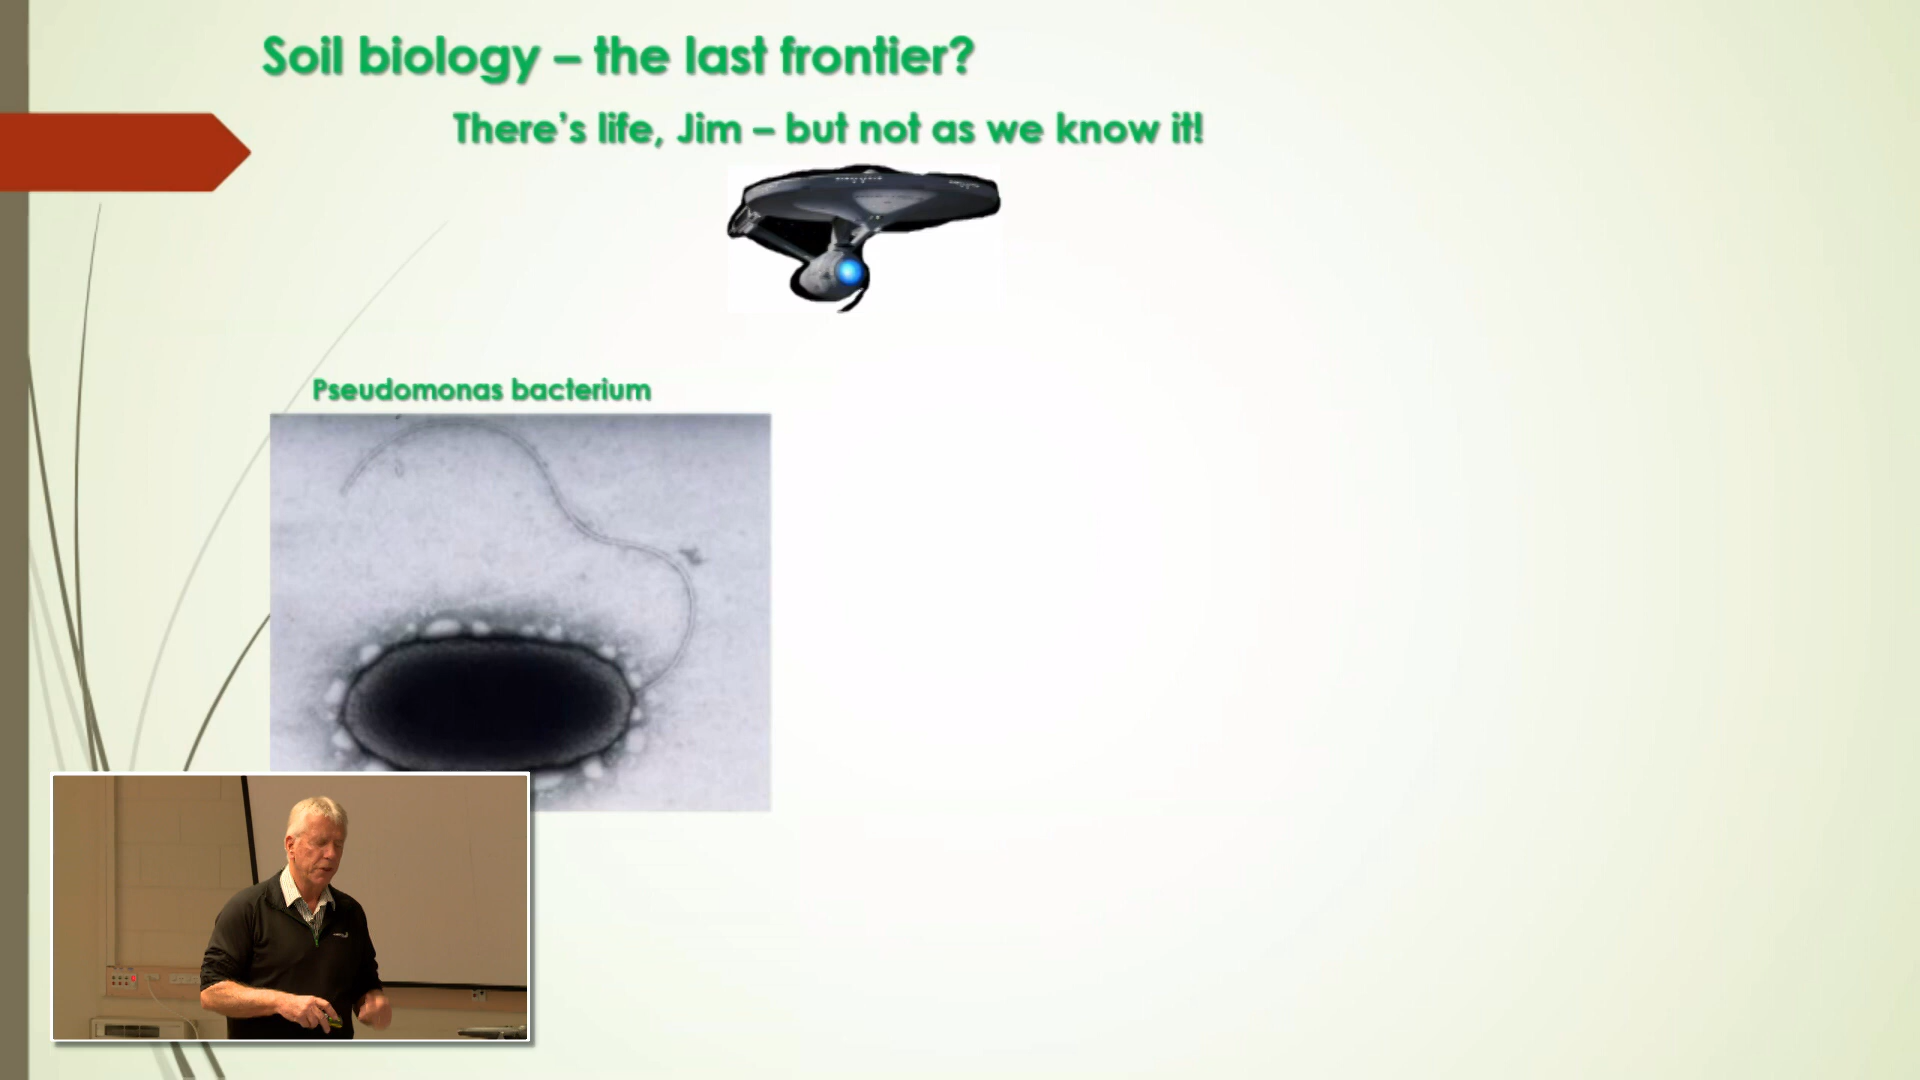 Soil biology – the last frontier?
There's life, Jim – but not as we know it!
Pseudomonas bacterium